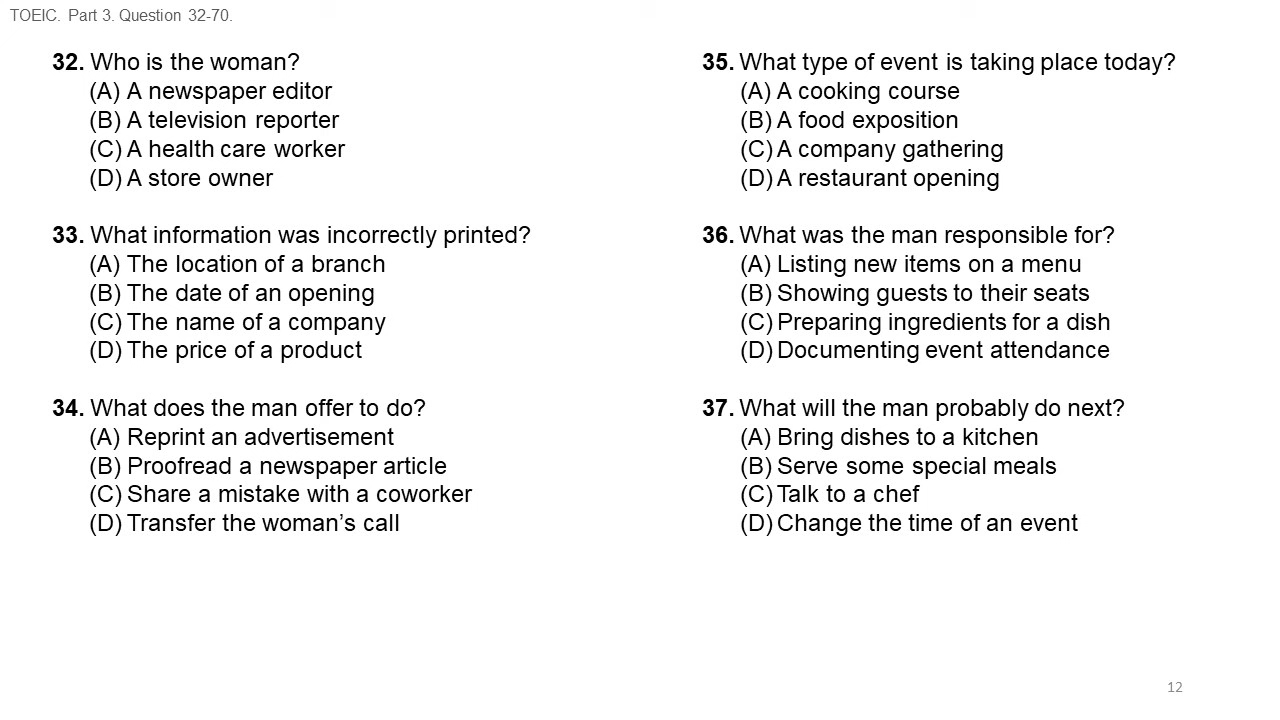 TOEIC. Part 3. Question 32-70.
32. Who is the woman?
(A) A newspaper editor
(B) A television reporter
(C) A health care worker
(D) A store owner
33. What information was incorrectly printed?
(A) The location of a branch
(B) The date of an opening
(C) The name of a company
(D) The price of a product
34. What does the man offer to do?
(A) Reprint an advertisement
(B) Proofread a newspaper article
(C) Share a mistake with a coworker
(D) Transfer the woman’s call
35. What type of event is taking place today?
(A) A cooking course
(B) A food exposition
(C) A company gathering
(D) A restaurant opening
36. What was the man responsible for?
(A) Listing new items on a menu
(B) Showing guests to their seats
(C) Preparing ingredients for a dish
(D) Documenting event attendance
37. What will the man probably do next?
(A) Bring dishes to a kitchen
(B) Serve some special meals
(C) Talk to a chef
(D) Change the time of an event
12